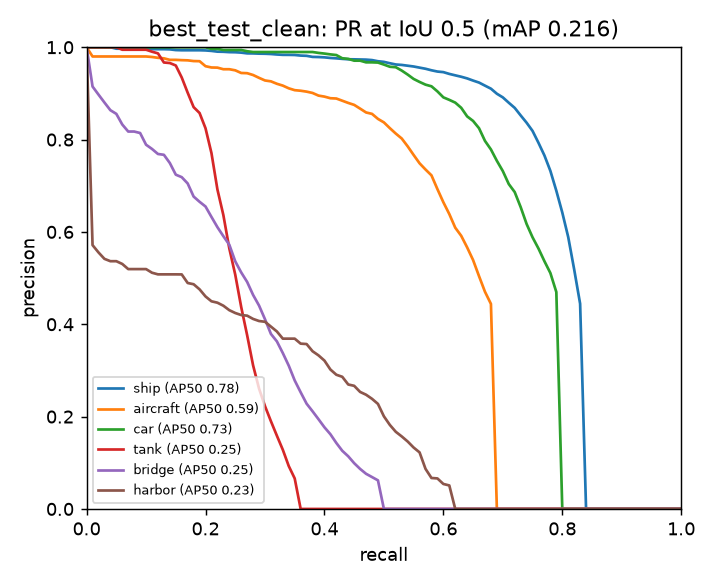 best_test_clean: PR at IoU 0.5 (mAP 0.216)
1.0
0.8
0.6
0.4
0.2
0.0
precision
ship (AP50 0.78)
aircraft (AP50 0.59)
car (AP50 0.73)
tank (AP50 0.25)
bridge (AP50 0.25)
harbor (AP50 0.23)
0.0 0.2 0.4 0.6 0.8 1.0
recall